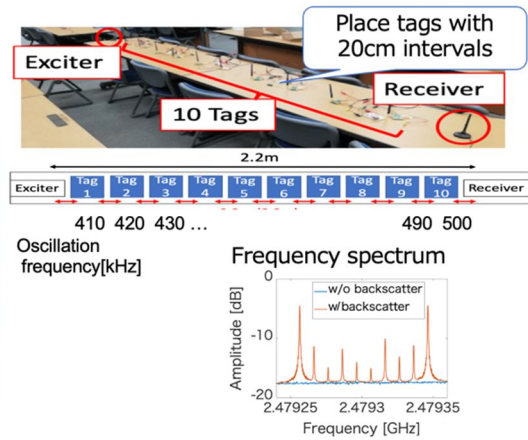 Place tags with
20cm intervals
Exciter
10 Tags
Receiver
2.2m
Exciter
Tag 1
Tag 2
Tag 3
Tag 4
Tag 5
Tag 6
Tag 7
Tag 8
Tag 9
Tag 10
Receiver
410 420 430 ... 490 500
Oscillation
frequency[kHz]
Frequency spectrum
w/o backscatter
w/backscatter
Amplitude [dB]
0
-10
-20
2.47925 2.4793 2.47935
Frequency [GHz]